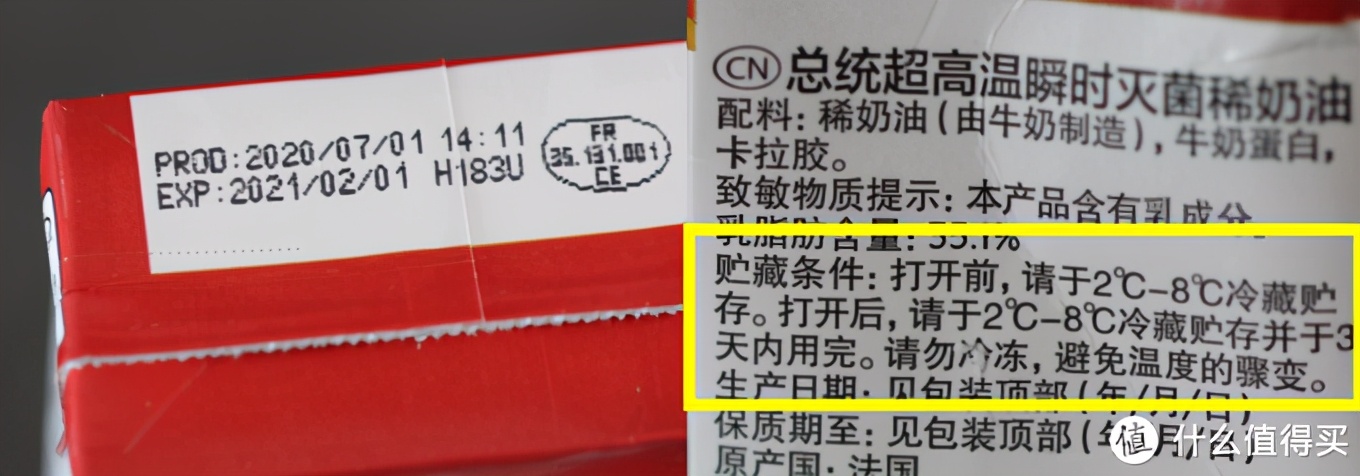 PROD:2020/07/01 14:11
EXP:2021/02/01 H183U
FR
35.131.001
CE
CN 总统超高温瞬时灭菌稀奶油
配料：稀奶油（由牛奶制造），牛奶蛋白，
卡拉胶。
致敏物质提示：本产品含有乳成分
乳脂肪含量：35.1%
贮藏条件：打开前，请于2℃-8℃冷藏贮
存。打开后，请于2℃-8℃冷藏贮存并于3
天内用完。请勿冷冻，避免温度的骤变。
生产日期：见包装顶部（年/月/日）
保质期至：见包装顶部（年/月/日）
原产国：法国
值 什么值得买